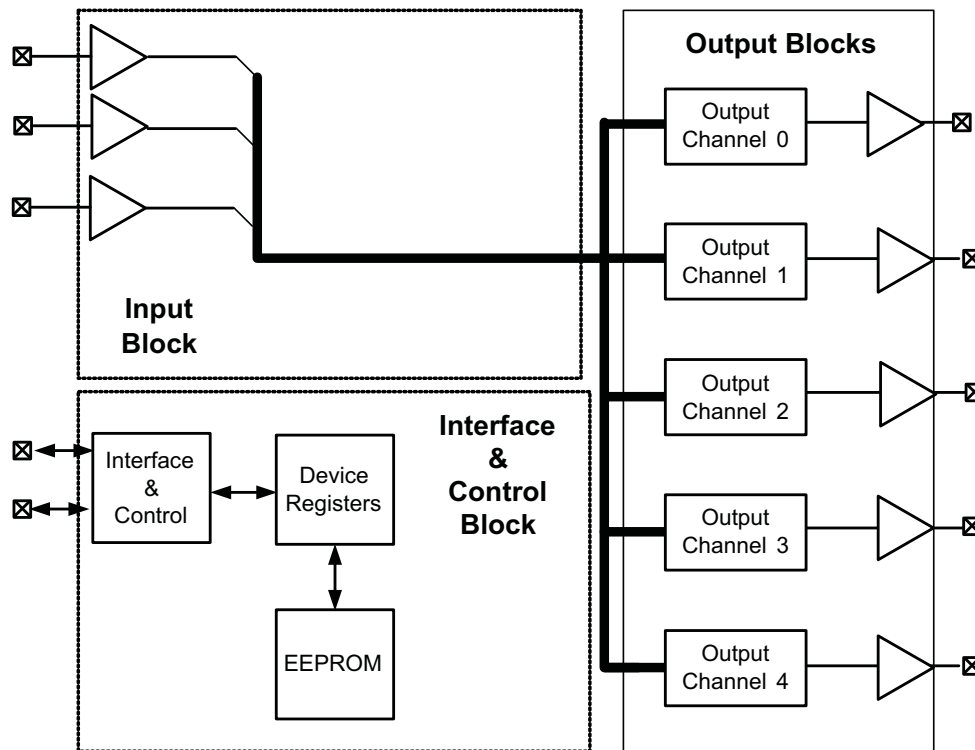 Input
Block
Interface
&
Control
Block
Interface
&
Control
Device
Registers
EEPROM
Output Blocks
Output
Channel 0
Output
Channel 1
Output
Channel 2
Output
Channel 3
Output
Channel 4